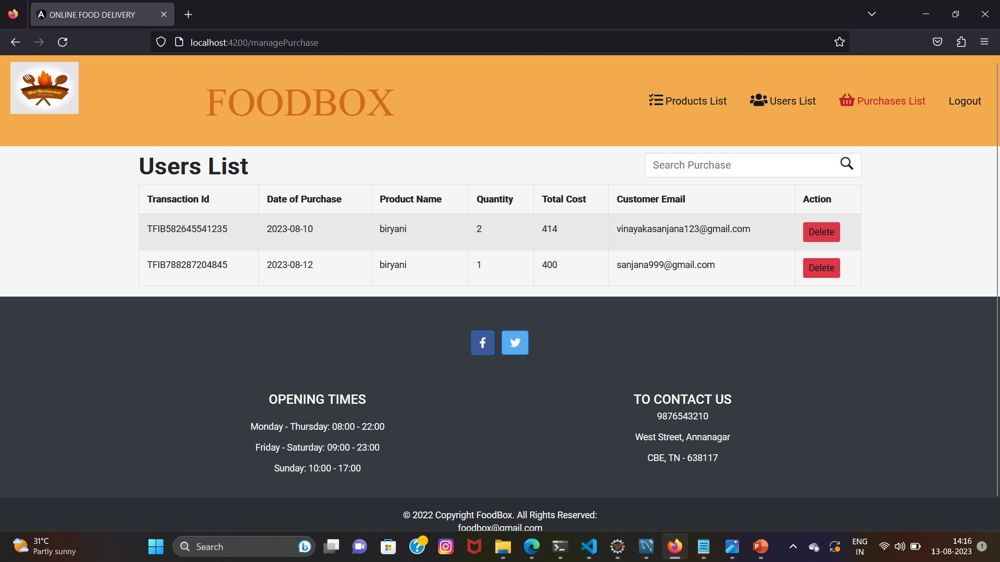 ONLINE FOOD DELIVERY
localhost:4200/managePurchase
Hot Restaurant
FOODBOX
Products List Users List Purchases List Logout
Users List
Search Purchase
Transaction Id Date of Purchase Product Name Quantity Total Cost Customer Email Action
TFIB582645541235 2023-08-10 biryani 2 414 vinayakasanjana123@gmail.com Delete
TFIB788287204845 2023-08-12 biryani 1 400 sanjana999@gmail.com Delete
OPENING TIMES
Monday - Thursday: 08:00 - 22:00
Friday - Saturday: 09:00 - 23:00
Sunday: 10:00 - 17:00
TO CONTACT US
9876543210
West Street, Annanagar
CBE, TN - 638117
© 2022 Copyright FoodBox. All Rights Reserved:
foodbox@gmail.com
31°C
Partly sunny
Search
ENG
IN
14:16
13-08-2023
1